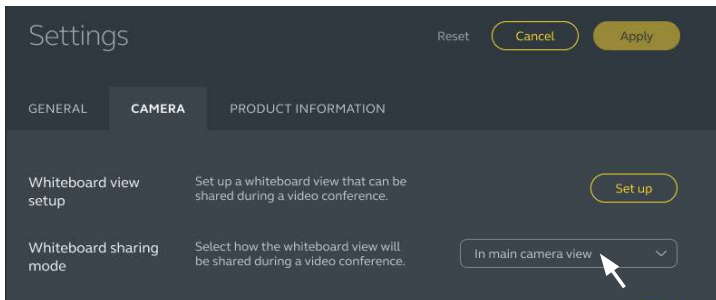 Settings
Reset
Cancel
Apply
GENERAL
CAMERA
PRODUCT INFORMATION
Whiteboard view
setup
Set up a whiteboard view that can be
shared during a video conference.
Set up
Whiteboard sharing
mode
Select how the whiteboard view will
be shared during a video conference.
In main camera view